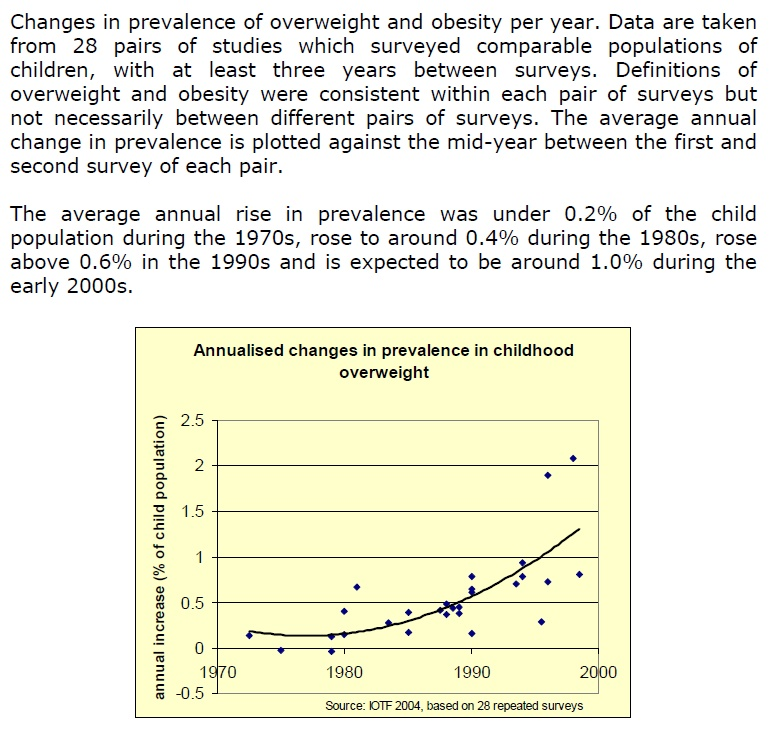 Changes in prevalence of overweight and obesity per year. Data are taken
from 28 pairs of studies which surveyed comparable populations of
children, with at least three years between surveys. Definitions of
overweight and obesity were consistent within each pair of surveys but
not necessarily between different pairs of surveys. The average annual
change in prevalence is plotted against the mid-year between the first and
second survey of each pair.
The average annual rise in prevalence was under 0.2% of the child
population during the 1970s, rose to around 0.4% during the 1980s, rose
above 0.6% in the 1990s and is expected to be around 1.0% during the
early 2000s.
Annualised changes in prevalence in childhood
overweight
annual increase (% of child population)
2.5
2
1.5
1
0.5
0
-0.5
1970
1980
1990
2000
Source: IOTF 2004, based on 28 repeated surveys